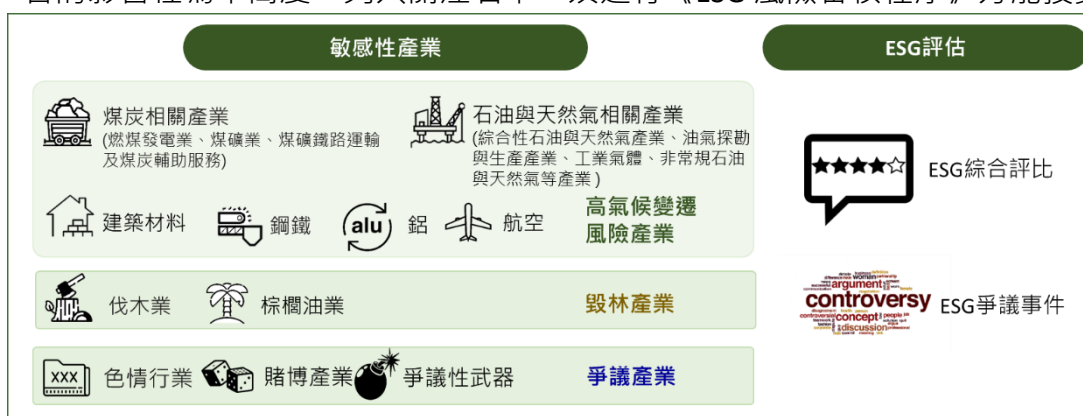 敏感性產業
ESG評估
煤炭相關產業
(燃煤發電業、煤礦業、煤礦鐵路運輸
及煤炭輔助服務)
石油與天然氣相關產業
(綜合性石油與天然氣產業、油氣探勘
與生產產業、工業氣體、非常規石油
與天然氣等產業)
建築材料
鋼鐵
alu
鋁
航空
高氣候變遷
風險產業
ESG綜合評比
伐木業
棕櫚油業
毀林產業
argument
controversy
concept
discussion
ESG爭議事件
XXX
色情行業
賭博產業
爭議性武器
爭議產業